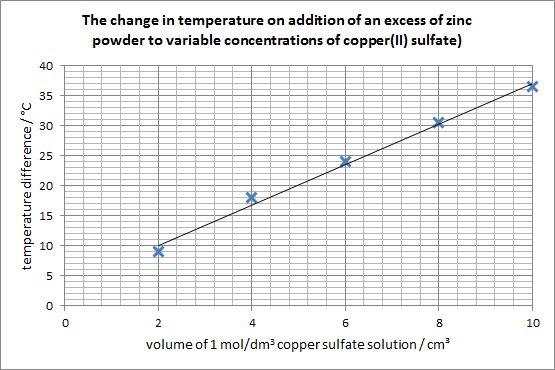 The change in temperature on addition of an excess of zinc
powder to variable concentrations of copper(II) sulfate)
40
35
30
25
20
15
10
5
0
temperature difference / °C
0 2 4 6 8 10
volume of 1 mol/dm³ copper sulfate solution / cm³